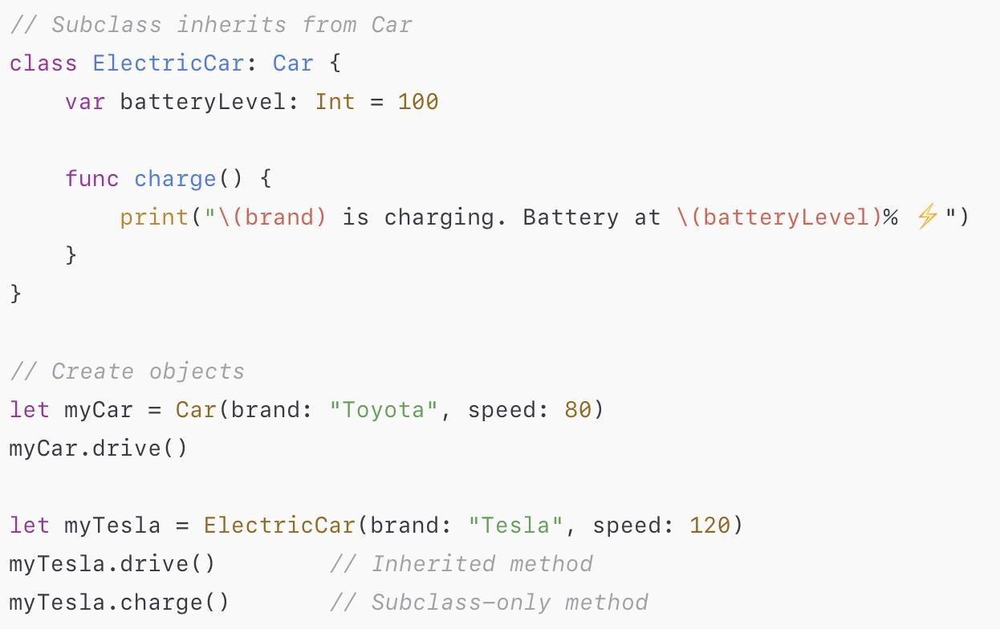 // Subclass inherits from Car
class ElectricCar: Car {
    var batteryLevel: Int = 100

    func charge() {
        print("\(brand) is charging. Battery at \(batteryLevel)% ⚡")
    }
}

// Create objects
let myCar = Car(brand: "Toyota", speed: 80)
myCar.drive()

let myTesla = ElectricCar(brand: "Tesla", speed: 120)
myTesla.drive()        // Inherited method
myTesla.charge()       // Subclass-only method